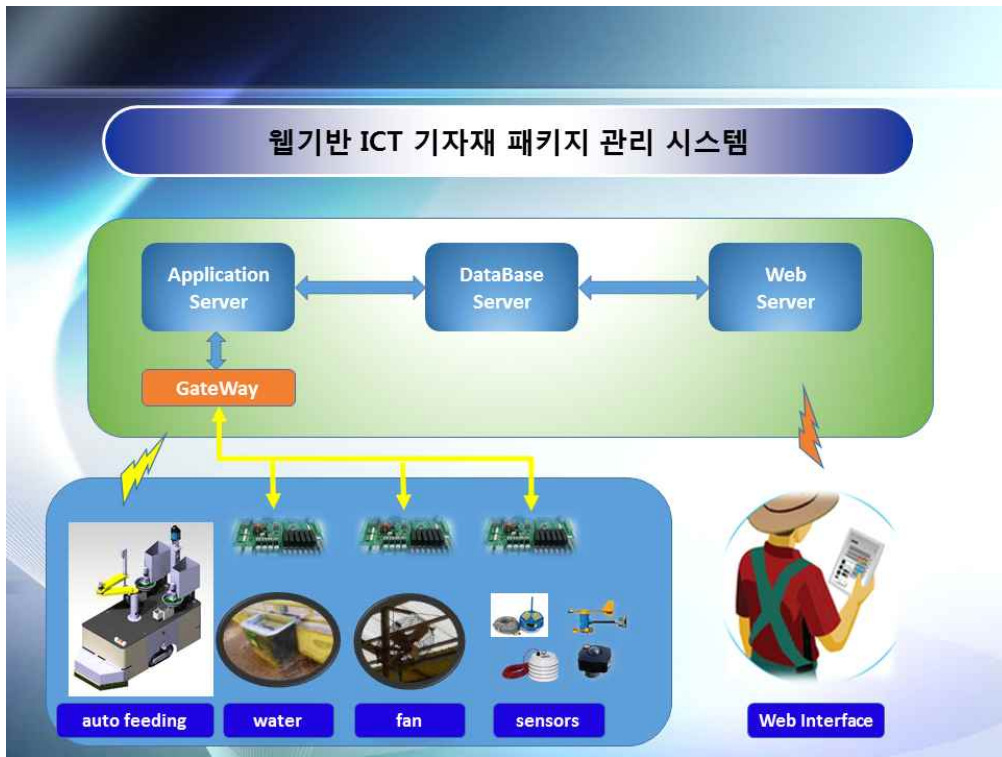 웹기반 ICT 기자재 패키지 관리 시스템
Application
Server
DataBase
Server
Web
Server
GateWay
auto feeding
water
fan
sensors
Web Interface